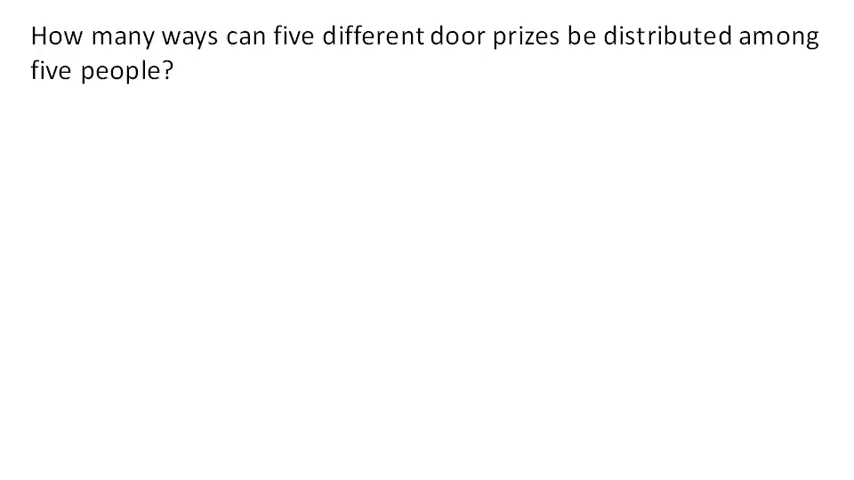 How many ways can five different door prizes be distributed among
five people?